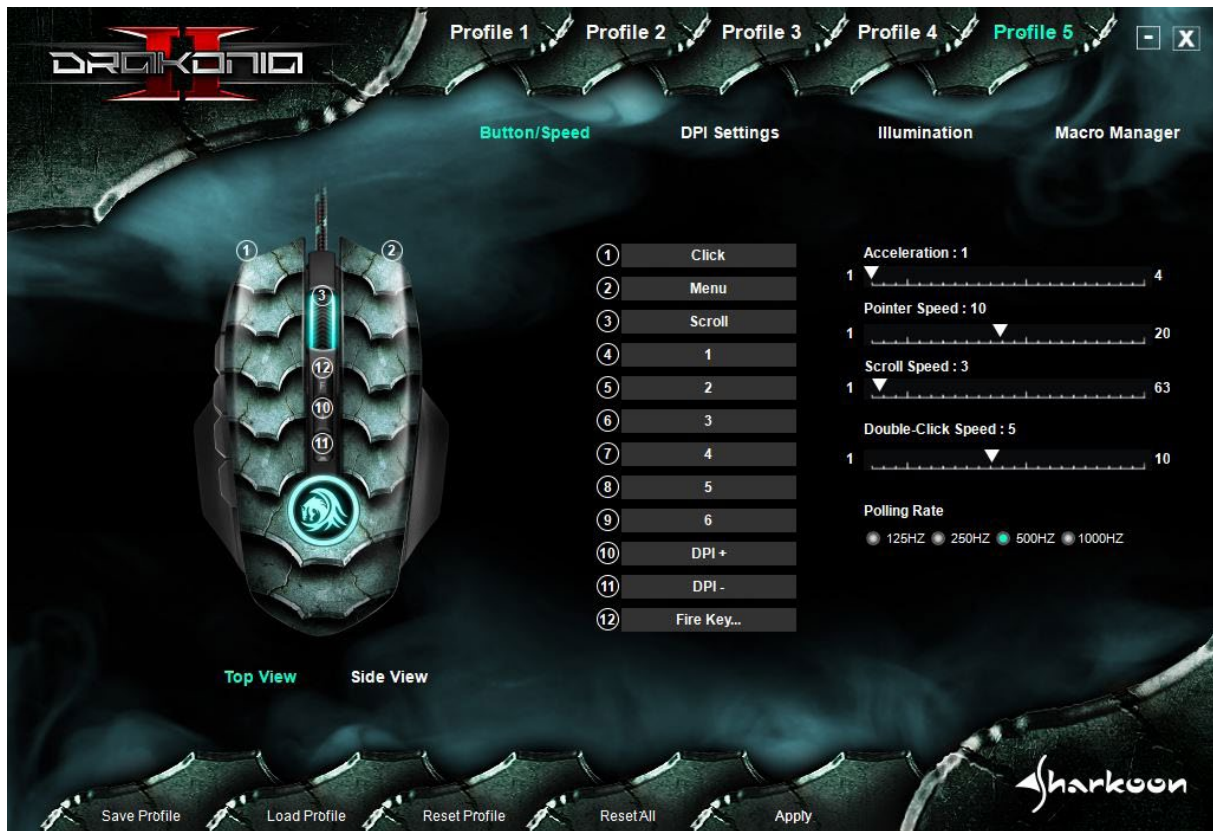 DRAKONIA II
Profile 1 Profile 2 Profile 3 Profile 4 Profile 5 - X
Button/Speed DPI Settings Illumination Macro Manager
1 2
3
12
F
10
11
Top View Side View
1 Click
2 Menu
3 Scroll
4 1
5 2
6 3
7 4
8 5
9 6
10 DPI +
11 DPI -
12 Fire Key...
Acceleration : 1
1 4
Pointer Speed : 10
1 20
Scroll Speed : 3
1 63
Double-Click Speed : 5
1 10
Polling Rate
125HZ 250HZ 500HZ 1000HZ
Save Profile Load Profile Reset Profile Reset All Apply
Sharkoon